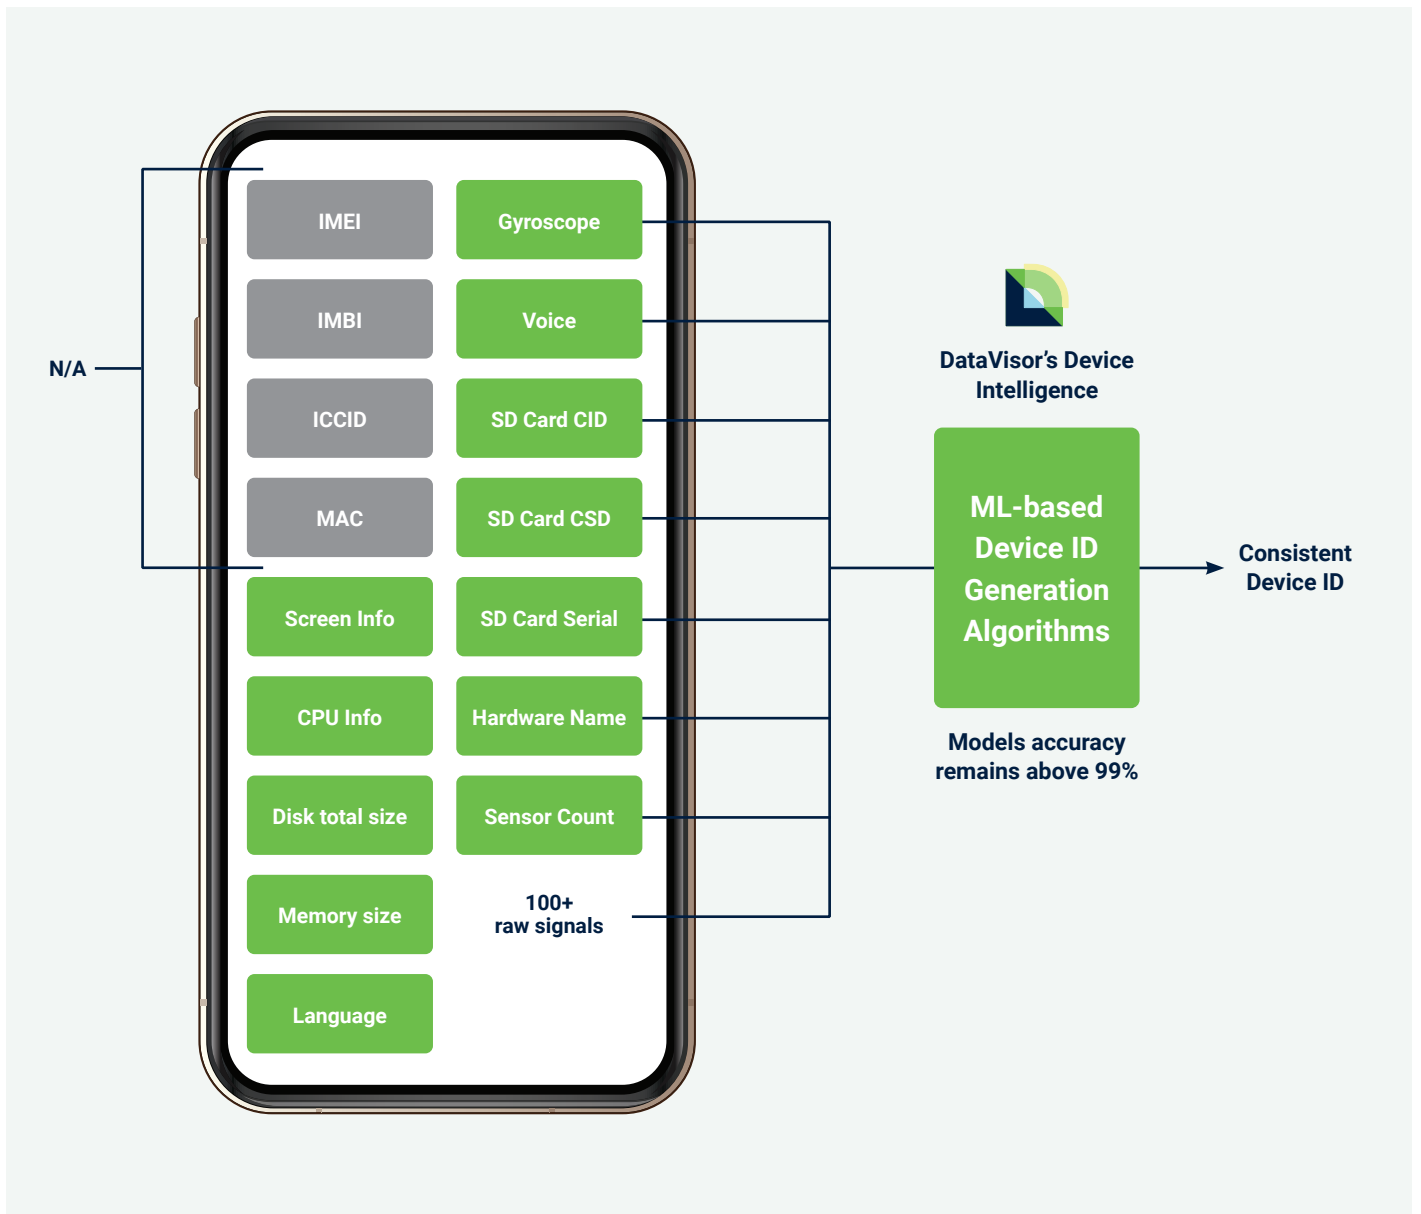 N/A
IMEI
IMBI
ICCID
MAC
Screen Info
CPU Info
Disk total size
Memory size
Language
Gyroscope
Voice
SD Card CID
SD Card CSD
SD Card Serial
Hardware Name
Sensor Count
100+
raw signals
DataVisor’s Device
Intelligence
ML-based
Device ID
Generation
Algorithms
Models accuracy
remains above 99%
Consistent
Device ID